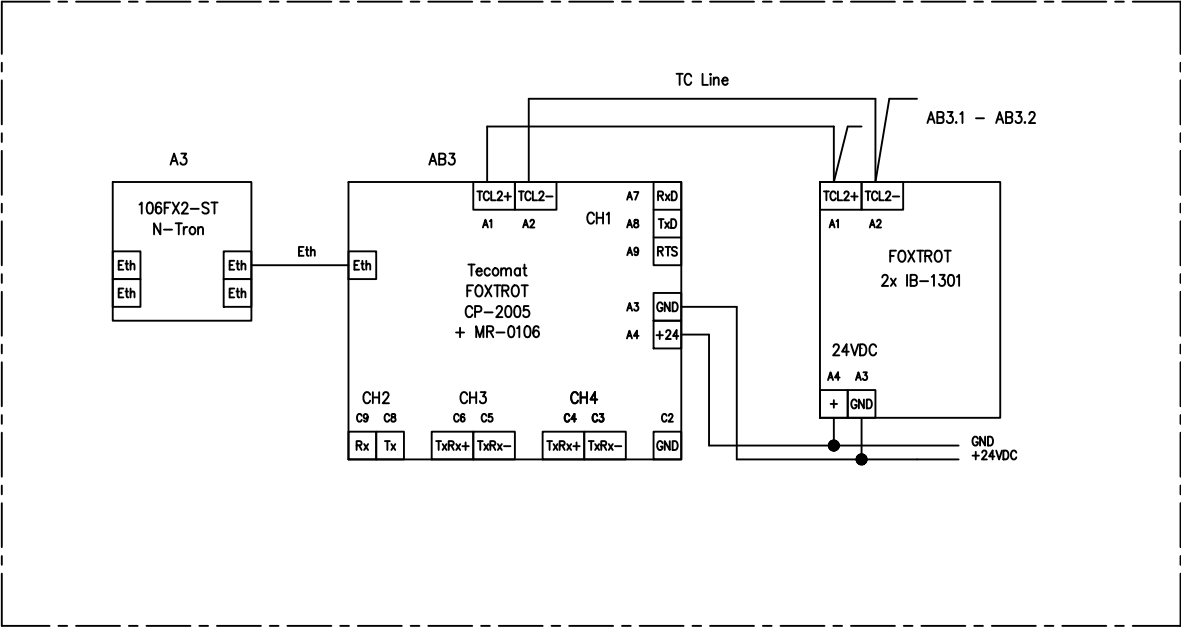 TC Line
AB3.1 – AB3.2
A3
106FX2–ST
N–Tron
Eth
Eth
Eth
Eth
Eth
AB3
TCL2+ TCL2–
A1 A2
CH1
A7 RxD
A8 TxD
A9 RTS
Eth
Tecomat
FOXTROT
CP–2005
+ MR–0106
A3 GND
A4 +24
CH2
C9 C8
Rx Tx
CH3
C6 C5
TxRx+ TxRx–
CH4
C4 C3
TxRx+ TxRx–
C2
GND
TCL2+ TCL2–
A1 A2
FOXTROT
2x IB–1301
24VDC
A4 A3
+ GND
GND
+24VDC